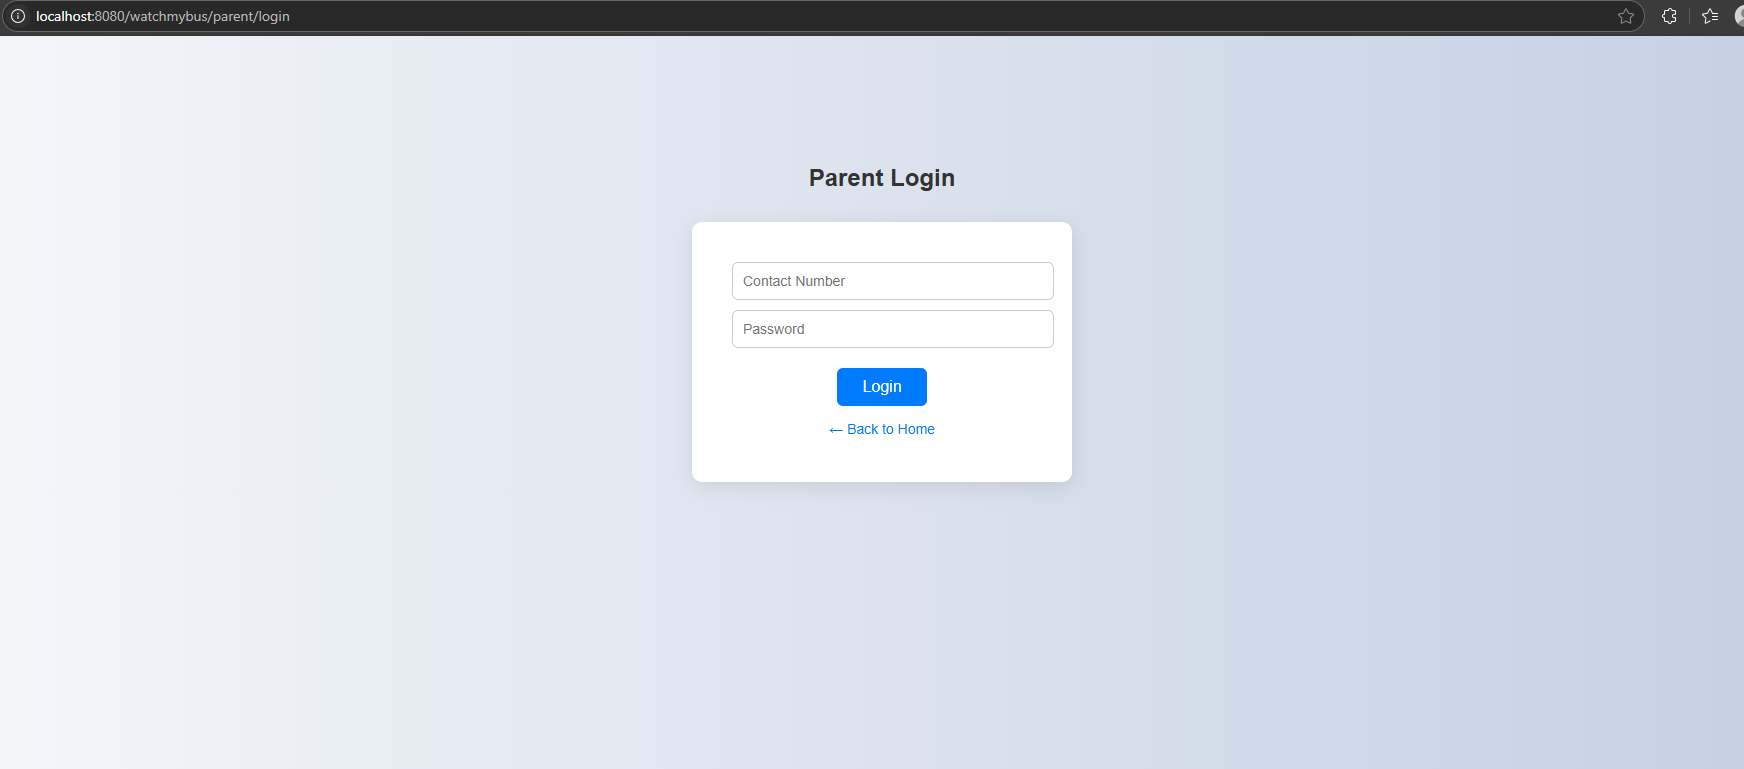 localhost:8080/watchmybus/parent/login
Parent Login
Contact Number
Password
Login
← Back to Home